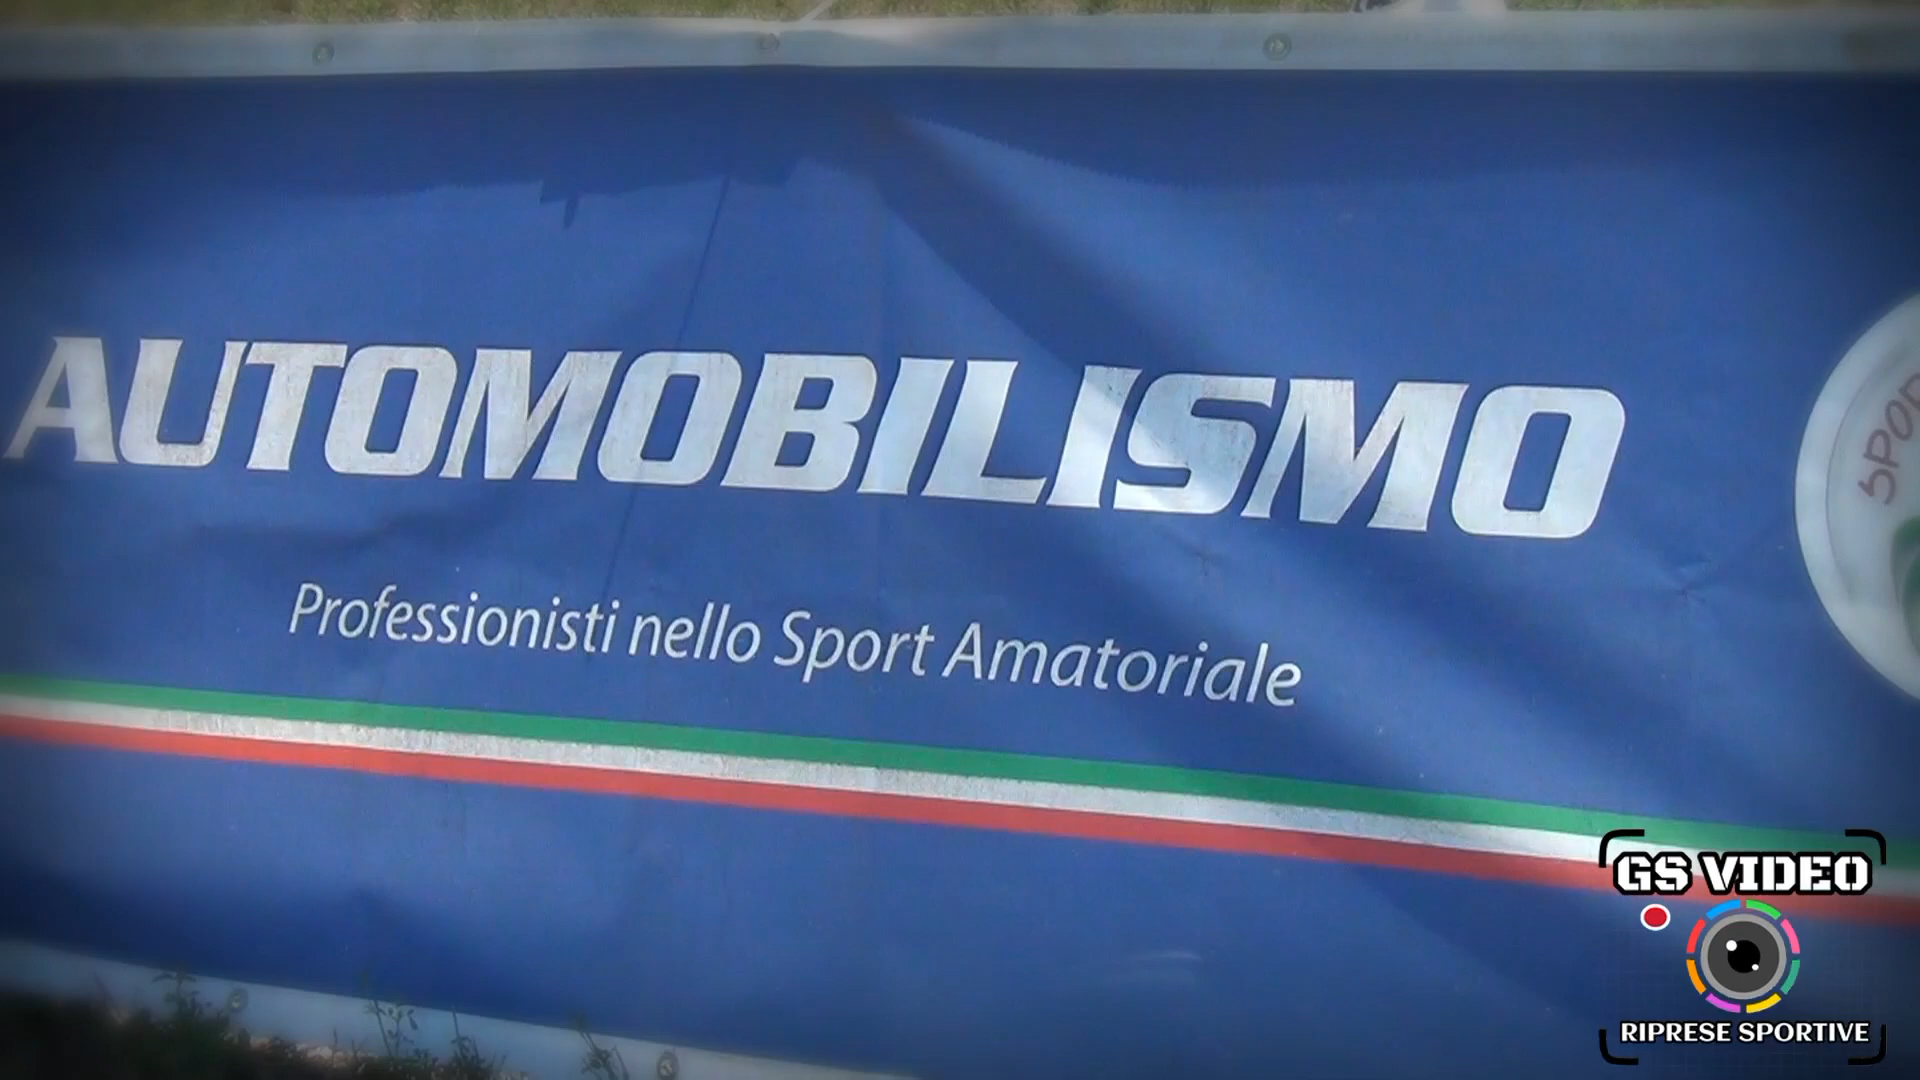 AUTOMOBILISMO
Professionisti nello Sport Amatoriale
GS VIDEO
RIPRESE SPORTIVE